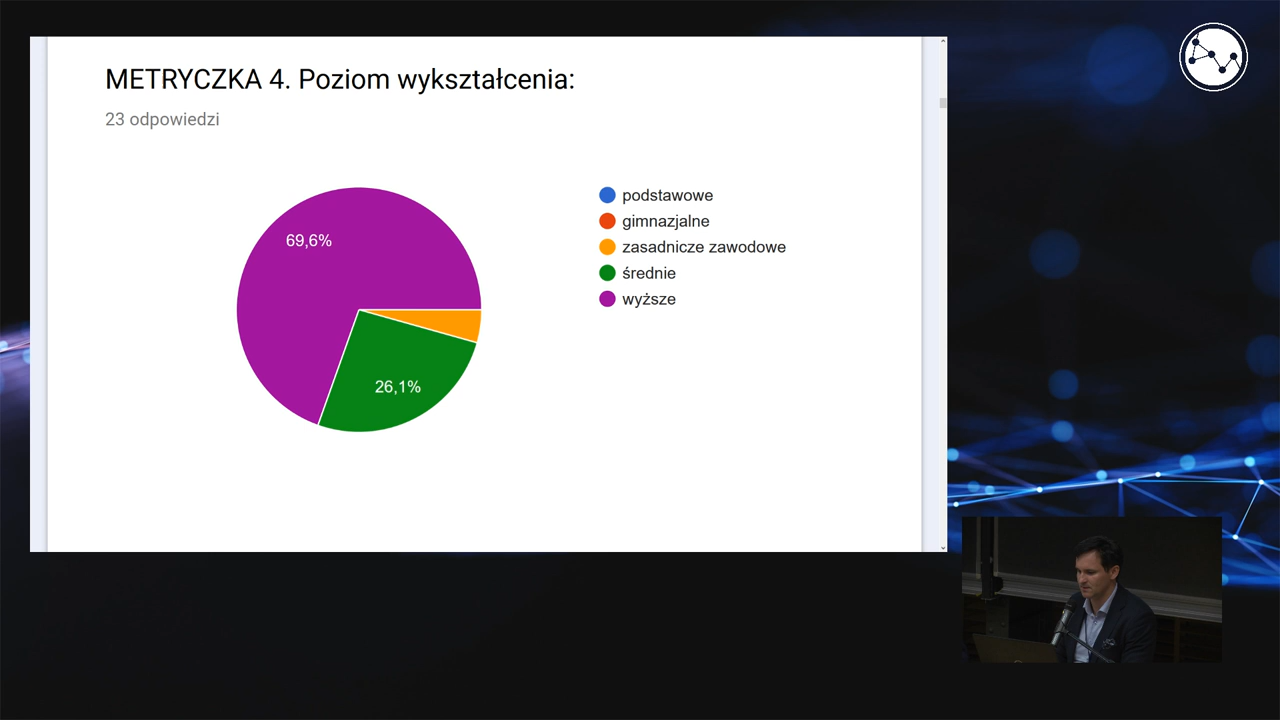 METRYCZKA 4. Poziom wykształcenia:
23 odpowiedzi
69,6%
26,1%
podstawowe
gimnazjalne
zasadnicze zawodowe
średnie
wyższe